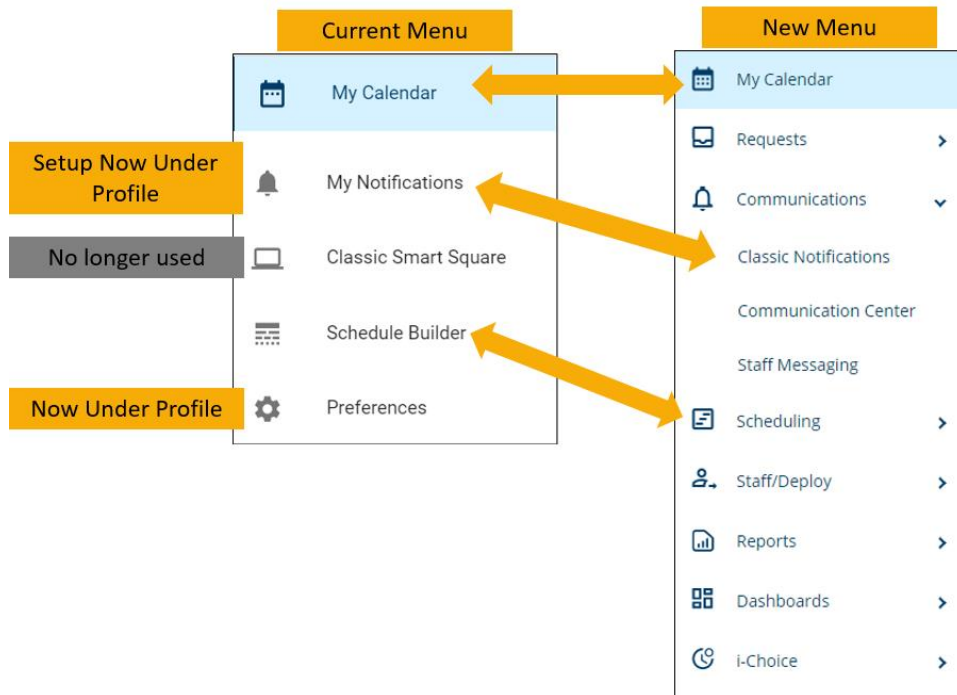 Current Menu
New Menu
My Calendar
My Calendar
Requests
Setup Now Under
Profile
My Notifications
Communications
No longer used
Classic Smart Square
Classic Notifications
Communication Center
Schedule Builder
Staff Messaging
Now Under Profile
Preferences
Scheduling
Staff/Deploy
Reports
Dashboards
i-Choice